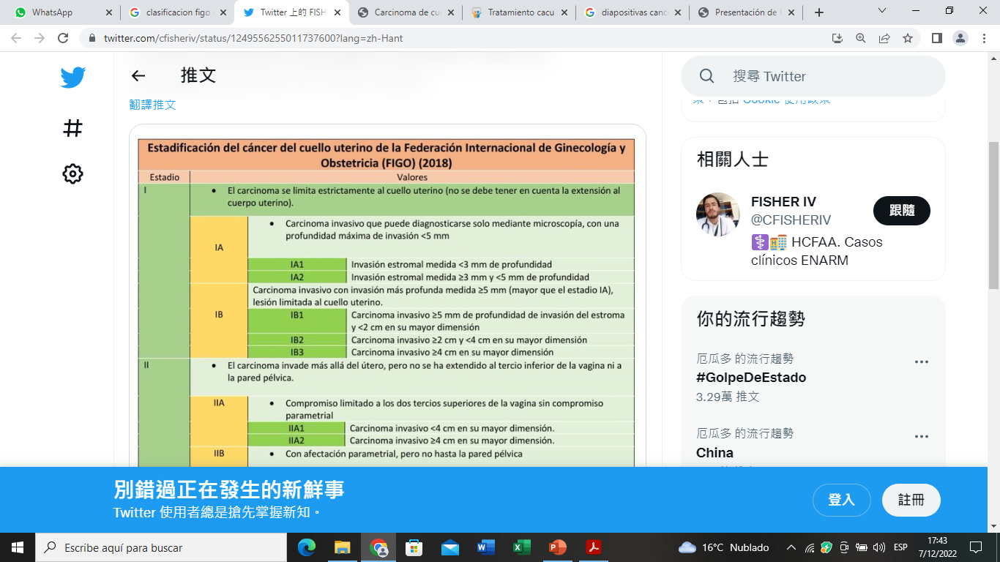 WhatsApp
clasificacion figo
Twitter 上的 FISH
Carcinoma de cu
Tratamiento cacu
diapositivas canc
Presentación de
twitter.com/cfisheriv/status/1249556255011737600?lang=zh-Hant
推文
搜尋 Twitter
翻譯推文
包括 Cookie 使用政策
Estadificación del cáncer del cuello uterino de la Federación Internacional de Ginecología y
Obstetricia (FIGO) (2018)
Estadio
Valores
I
• El carcinoma se limita estrictamente al cuello uterino (no se debe tener en cuenta la extensión al
cuerpo uterino).
IA
• Carcinoma invasivo que puede diagnosticarse solo mediante microscopía, con una
profundidad máxima de invasión <5 mm
IA1 Invasión estromal medida <3 mm de profundidad
IA2 Invasión estromal medida ≥3 mm y <5 mm de profundidad
IB
Carcinoma invasivo con invasión más profunda medida ≥5 mm (mayor que el estadio IA),
lesión limitada al cuello uterino.
IB1 Carcinoma invasivo ≥5 mm de profundidad de invasión del estroma
y <2 cm en su mayor dimensión
IB2 Carcinoma invasivo ≥2 cm y <4 cm en su mayor dimensión
IB3 Carcinoma invasivo ≥4 cm en su mayor dimensión
II
• El carcinoma invade más allá del útero, pero no se ha extendido al tercio inferior de la vagina ni a
la pared pélvica.
IIA
• Compromiso limitado a los dos tercios superiores de la vagina sin compromiso
parametrial
IIA1 Carcinoma invasivo <4 cm en su mayor dimensión.
IIA2 Carcinoma invasivo ≥4 cm en su mayor dimensión.
IIB • Con afectación parametrial, pero no hasta la pared pélvica
相關人士
FISHER IV
@CFISHERIV
跟隨
HCFAA. Casos
clínicos ENARM
你的流行趨勢
厄瓜多 的流行趨勢
#GolpeDeEstado
3.29萬 推文
厄瓜多 的流行趨勢
China
別錯過正在發生的新鮮事
Twitter 使用者總是搶先掌握新知。
登入
註冊
Escribe aquí para buscar
16°C Nublado
ESP
17:43
7/12/2022